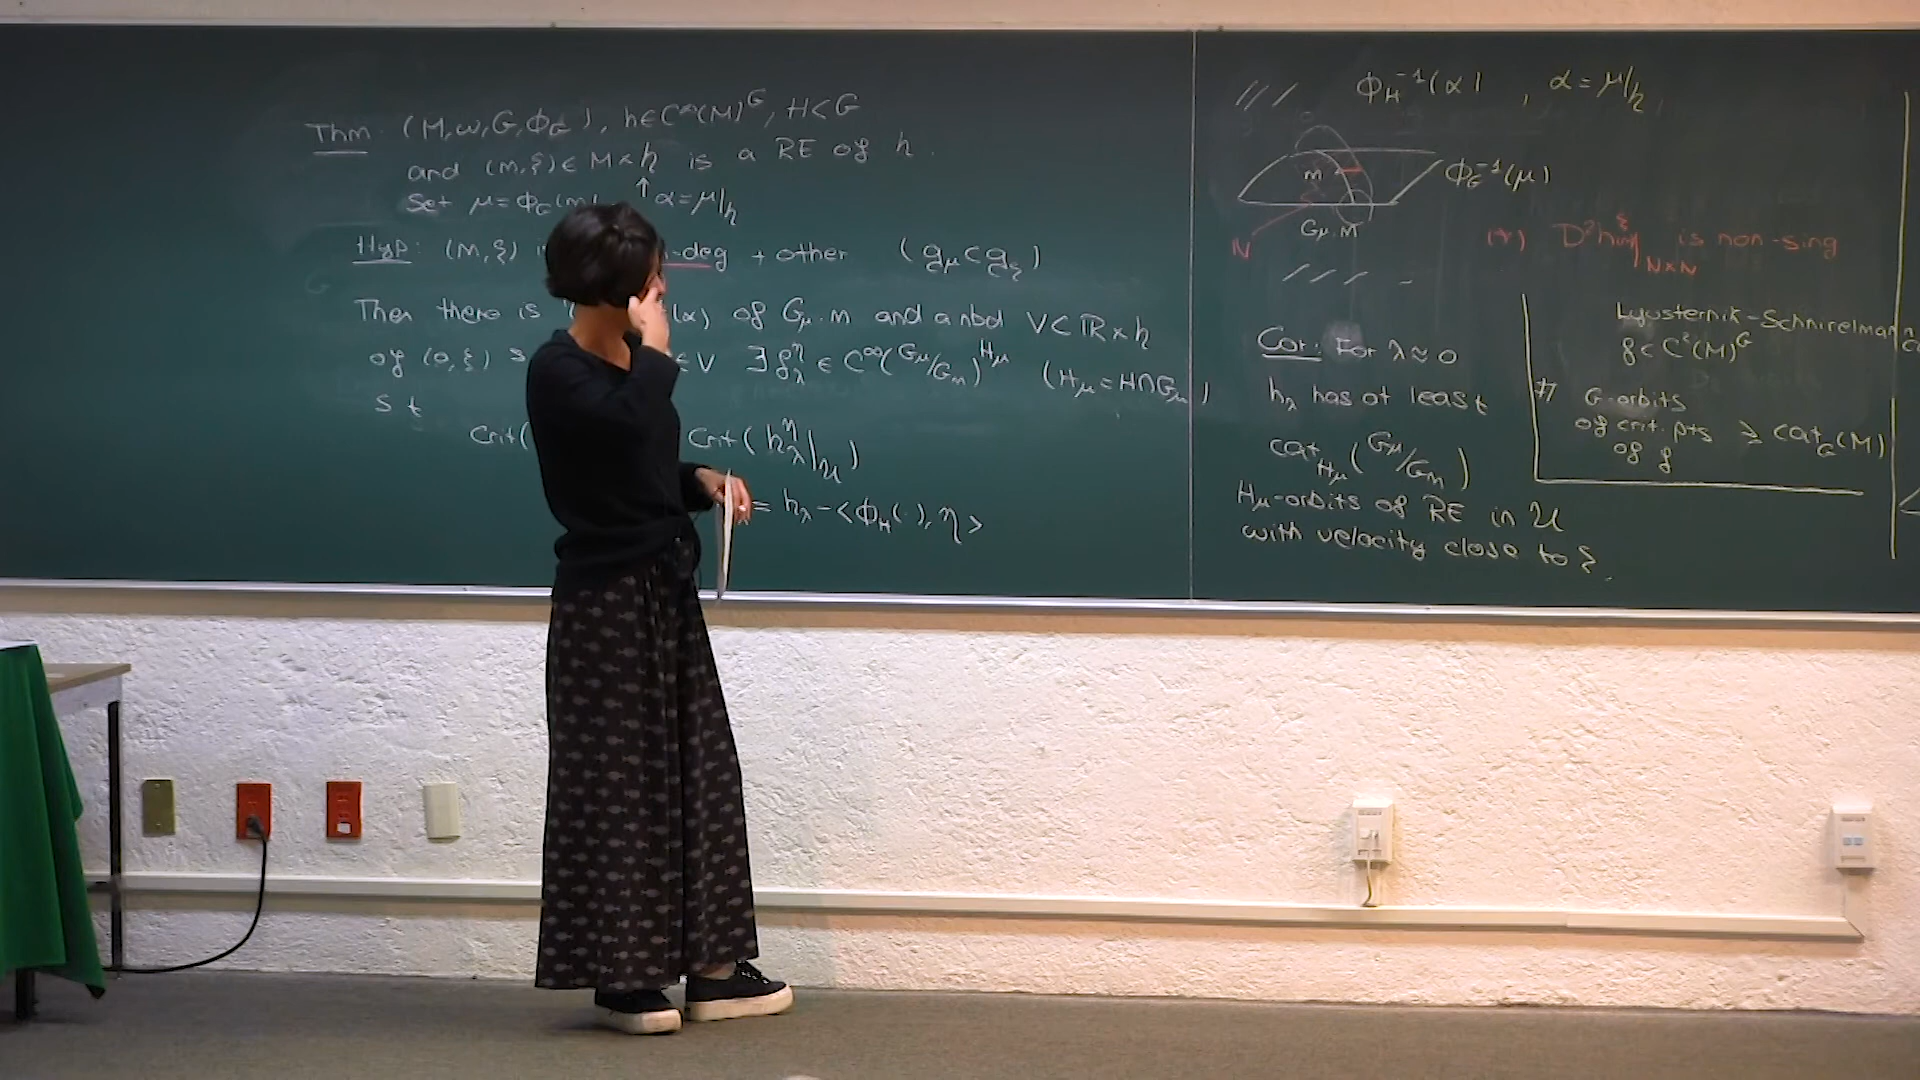 Thm: (M, ω, G, Φ_G), h ∈ C^∞(M)^G, H < G
and (m, ξ) ∈ M × 𝔥 is a RE of h.
Set μ = Φ_G(m) ↑ α = μ|_𝔥
Hyp: (m, ξ) -deg + other (𝔤_μ ⊂ 𝔤_ξ)
Then there is (α) of G_μ·m and a nbd V ⊂ ℝ × 𝔥
of (0, ξ) s ∈ V ∃ f_λ^η ∈ C^∞(G_μ/G_m)^{H_μ} (H_μ = H ∩ G_μ)
st
Crit( Crit(h_λ^η|_U)
= h_λ - <Φ_H(·), η>
Φ_H^{-1}(α) , α = μ|_𝔥
m Φ_G^{-1}(μ)
G_μ·m
N
(*) D²h^ξ(m)|_{N×N} is non-sing
Cor: For λ ≈ 0
h_λ has at least
cat_{H_μ}(G_μ/G_m)
H_μ-orbits of RE in U
with velocity close to ξ.
Lyusternik-Schnirelmann
f ∈ C²(M)^G
# G-orbits
of crit. pts ≥ cat_G(M)
of f